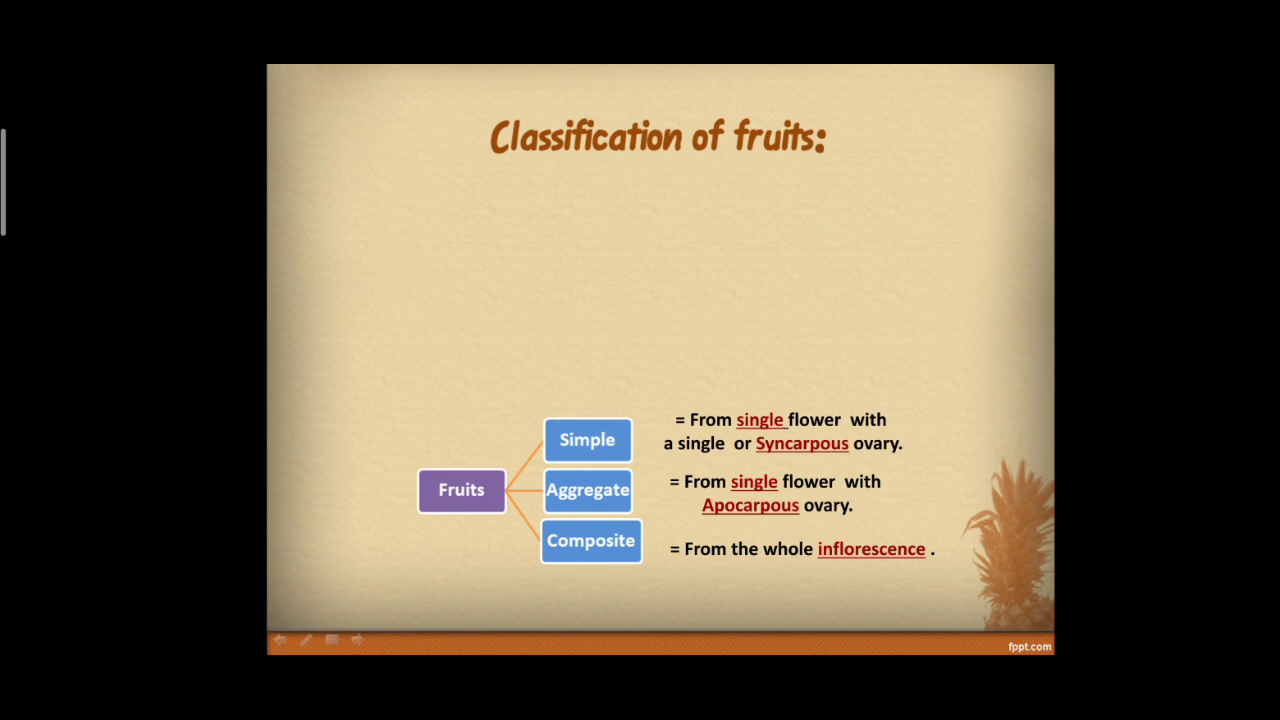 Classification of fruits:
Simple
= From single flower with
a single or Syncarpous ovary.
Fruits
Aggregate
= From single flower with
Apocarpous ovary.
Composite
= From the whole inflorescence .
fppt.com